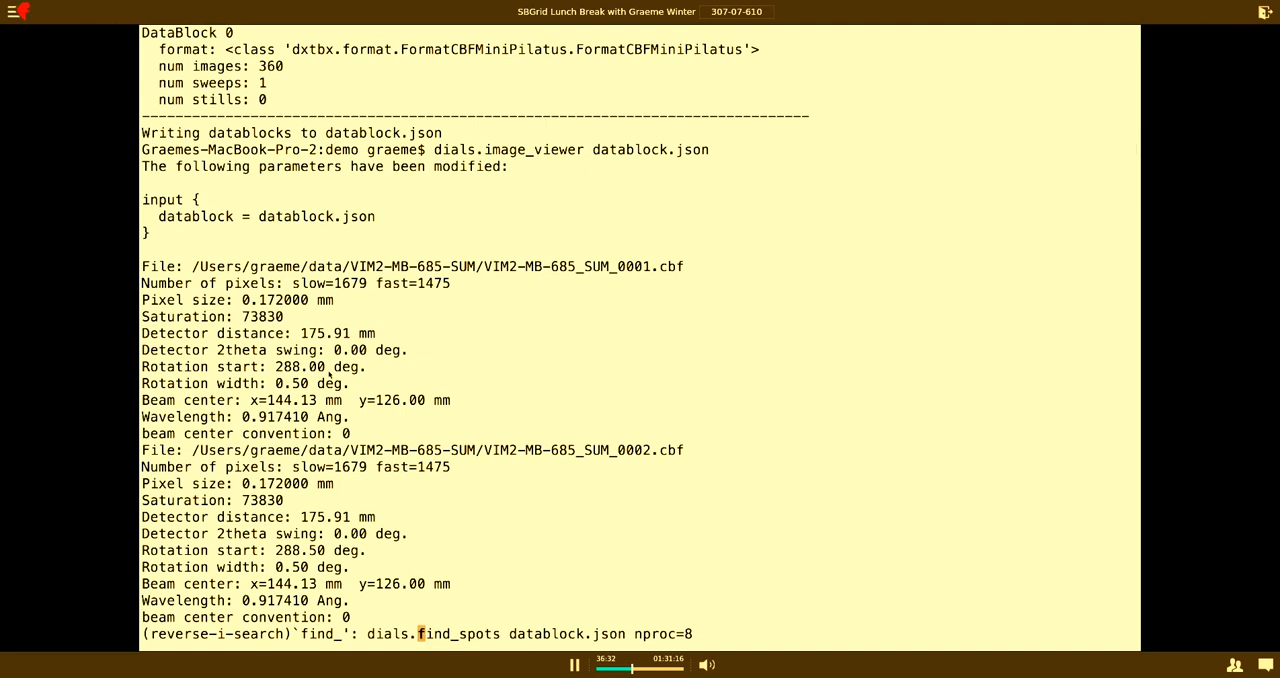 SBGrid Lunch Break with Graeme Winter 307-07-610
DataBlock 0
  format: <class 'dxtbx.format.FormatCBFMiniPilatus.FormatCBFMiniPilatus'>
  num images: 360
  num sweeps: 1
  num stills: 0
--------------------------------------------------------------------------------
Writing datablocks to datablock.json
Graemes-MacBook-Pro-2:demo graeme$ dials.image_viewer datablock.json
The following parameters have been modified:

input {
  datablock = datablock.json
}

File: /Users/graeme/data/VIM2-MB-685-SUM/VIM2-MB-685_SUM_0001.cbf
Number of pixels: slow=1679 fast=1475
Pixel size: 0.172000 mm
Saturation: 73830
Detector distance: 175.91 mm
Detector 2theta swing: 0.00 deg.
Rotation start: 288.00 deg.
Rotation width: 0.50 deg.
Beam center: x=144.13 mm  y=126.00 mm
Wavelength: 0.917410 Ang.
beam center convention: 0
File: /Users/graeme/data/VIM2-MB-685-SUM/VIM2-MB-685_SUM_0002.cbf
Number of pixels: slow=1679 fast=1475
Pixel size: 0.172000 mm
Saturation: 73830
Detector distance: 175.91 mm
Detector 2theta swing: 0.00 deg.
Rotation start: 288.50 deg.
Rotation width: 0.50 deg.
Beam center: x=144.13 mm  y=126.00 mm
Wavelength: 0.917410 Ang.
beam center convention: 0
(reverse-i-search)`find_': dials.find_spots datablock.json nproc=8
36:32 01:31:16